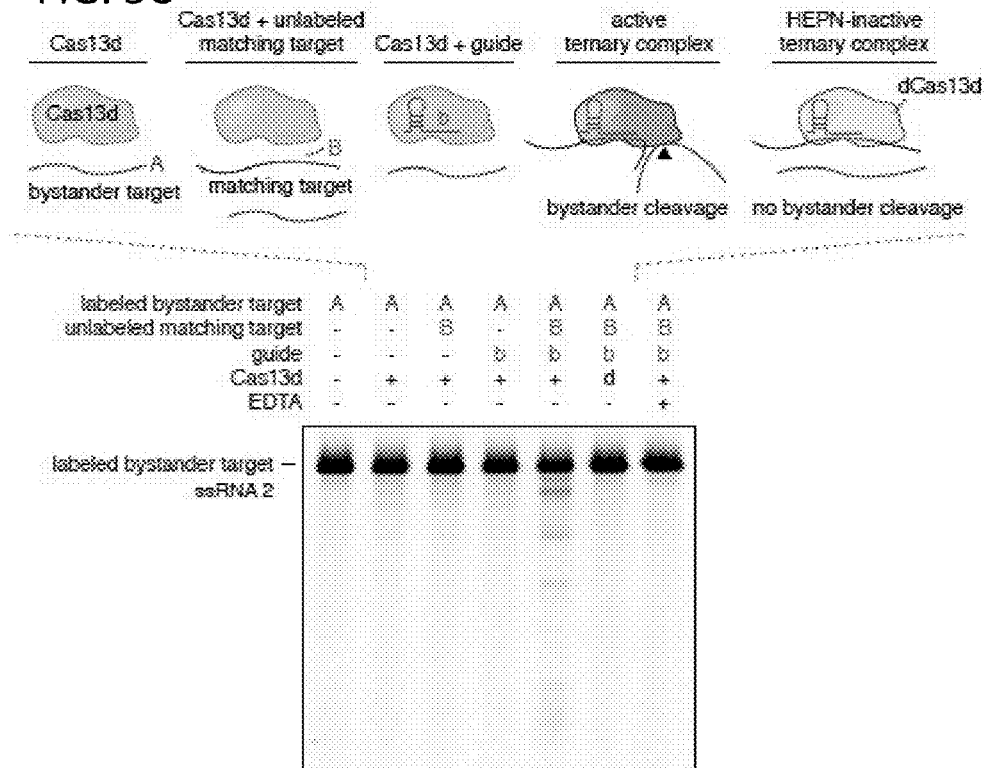 Cas13d
Cas13d + unlabeled matching target
Cas13d + guide
active ternary complex
HEPN-inactive ternary complex
Cas13d
A
bystander target
B
matching target
b
bystander cleavage
dCas13d
no bystander cleavage
labeled bystander target A A A A A A A
unlabeled matching target - - B - B B B
guide - - - b b b b
Cas13d - + + + + d +
EDTA - - - - - - +
labeled bystander target
ssRNA 2